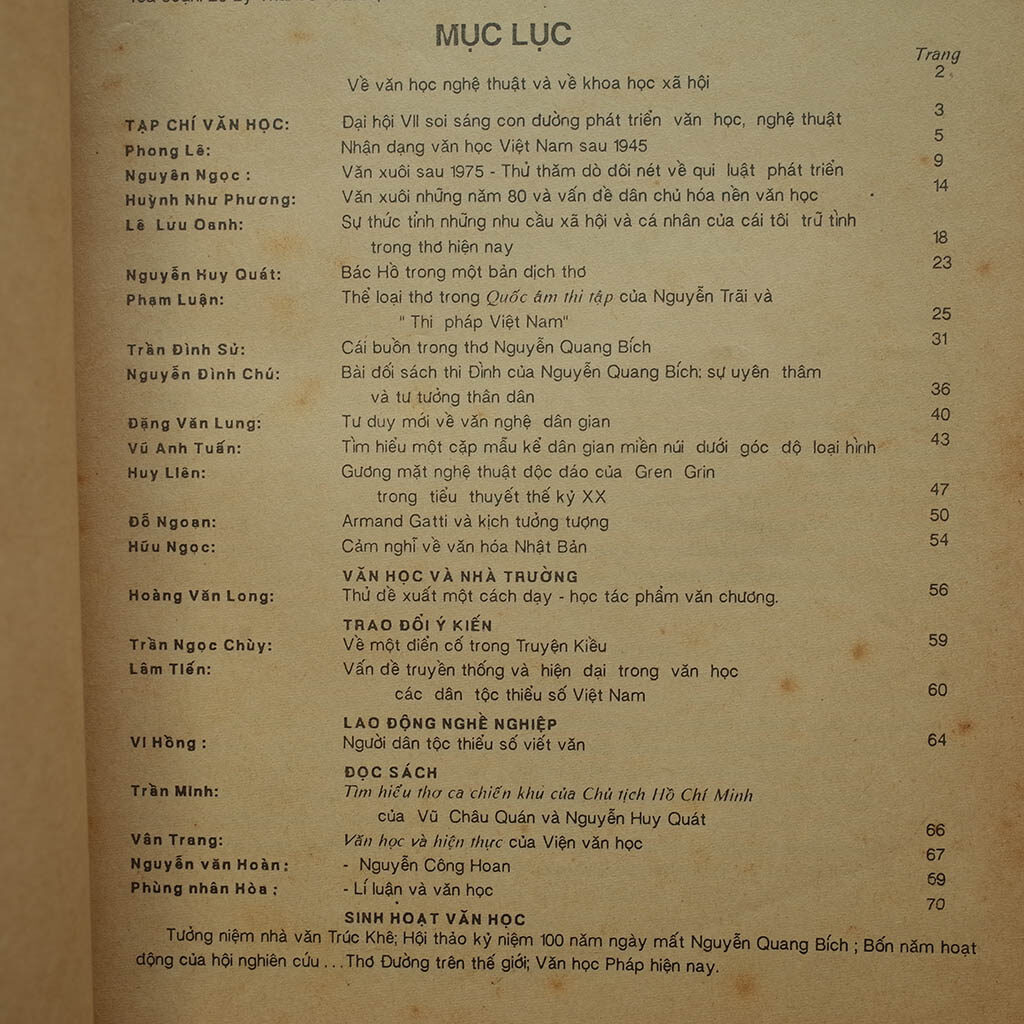 MỤC LỤC
Trang
Về văn học nghệ thuật và về khoa học xã hội 2
TẠP CHÍ VĂN HỌC: Đại hội VII soi sáng con đường phát triển văn học, nghệ thuật 3
Phong Lê: Nhận dạng văn học Việt Nam sau 1945 5
Nguyên Ngọc : Văn xuôi sau 1975 - Thử thăm dò đôi nét về qui luật phát triển 9
Huỳnh Như Phương: Văn xuôi những năm 80 và vấn đề dân chủ hóa nền văn học 14
Lê Lưu Oanh: Sự thức tỉnh những nhu cầu xã hội và cá nhân của cái tôi trữ tình
trong thơ hiện nay 18
Nguyễn Huy Quát: Bác Hồ trong một bản dịch thơ 23
Phạm Luận: Thể loại thơ trong Quốc âm thi tập của Nguyễn Trãi và
" Thi pháp Việt Nam" 25
Trần Đình Sử: Cái buồn trong thơ Nguyễn Quang Bích 31
Nguyễn Đình Chú: Bài đối sách thi Đình của Nguyễn Quang Bích: sự uyên thâm
và tư tưởng thân dân 36
Đặng Văn Lung: Tư duy mới về văn nghệ dân gian 40
Vũ Anh Tuấn: Tìm hiểu một cặp mẫu kể dân gian miền núi dưới góc độ loại hình 43
Huy Liên: Gương mặt nghệ thuật độc đáo của Gren Grin
trong tiểu thuyết thế kỷ XX 47
Đỗ Ngoạn: Armand Gatti và kịch tưởng tượng 50
Hữu Ngọc: Cảm nghĩ về văn hóa Nhật Bản 54
VĂN HỌC VÀ NHÀ TRƯỜNG
Hoàng Văn Long: Thử đề xuất một cách dạy - học tác phẩm văn chương. 56
TRAO ĐỔI Ý KIẾN
Trần Ngọc Chùy: Về một điển cố trong Truyện Kiều 59
Lâm Tiến: Vấn đề truyền thống và hiện đại trong văn học
các dân tộc thiểu số Việt Nam 60
LAO ĐỘNG NGHỀ NGHIỆP
Vi Hồng : Người dân tộc thiểu số viết văn 64
ĐỌC SÁCH
Trần Minh: Tìm hiểu thơ ca chiến khu của Chủ tịch Hồ Chí Minh
của Vũ Châu Quán và Nguyễn Huy Quát 66
Vân Trang: Văn học và hiện thực của Viện văn học 67
Nguyễn văn Hoàn : - Nguyễn Công Hoan 69
Phùng nhân Hòa : - Lí luận và văn học 70
SINH HOẠT VĂN HỌC
Tưởng niệm nhà văn Trúc Khê; Hội thảo kỷ niệm 100 năm ngày mất Nguyễn Quang Bích ; Bốn năm hoạt
động của hội nghiên cứu ... Thơ Đường trên thế giới; Văn học Pháp hiện nay.